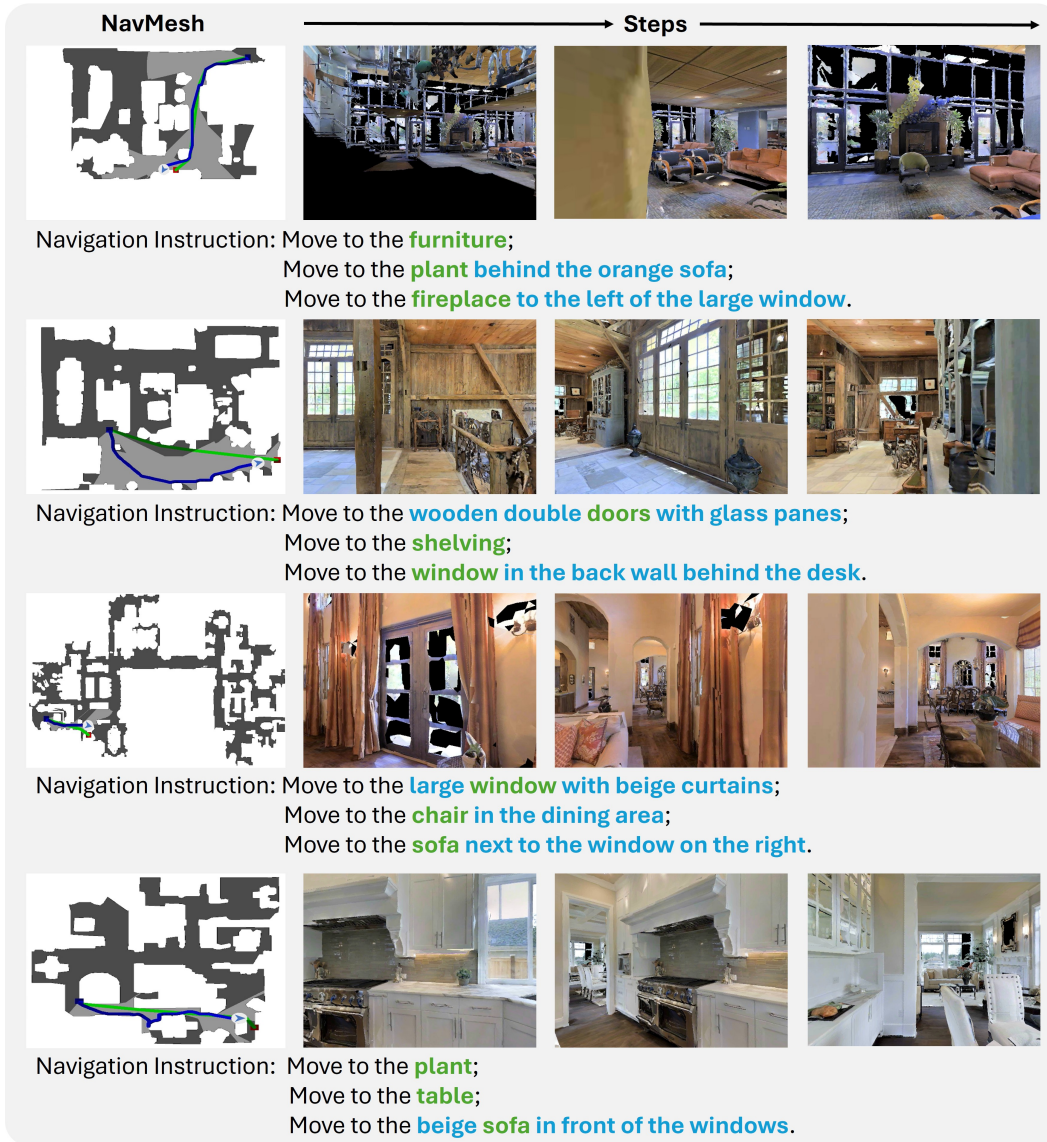 NavMesh Steps
Navigation Instruction: Move to the furniture;
Move to the plant behind the orange sofa;
Move to the fireplace to the left of the large window.
Navigation Instruction: Move to the wooden double doors with glass panes;
Move to the shelving;
Move to the window in the back wall behind the desk.
Navigation Instruction: Move to the large window with beige curtains;
Move to the chair in the dining area;
Move to the sofa next to the window on the right.
Navigation Instruction: Move to the plant;
Move to the table;
Move to the beige sofa in front of the windows.